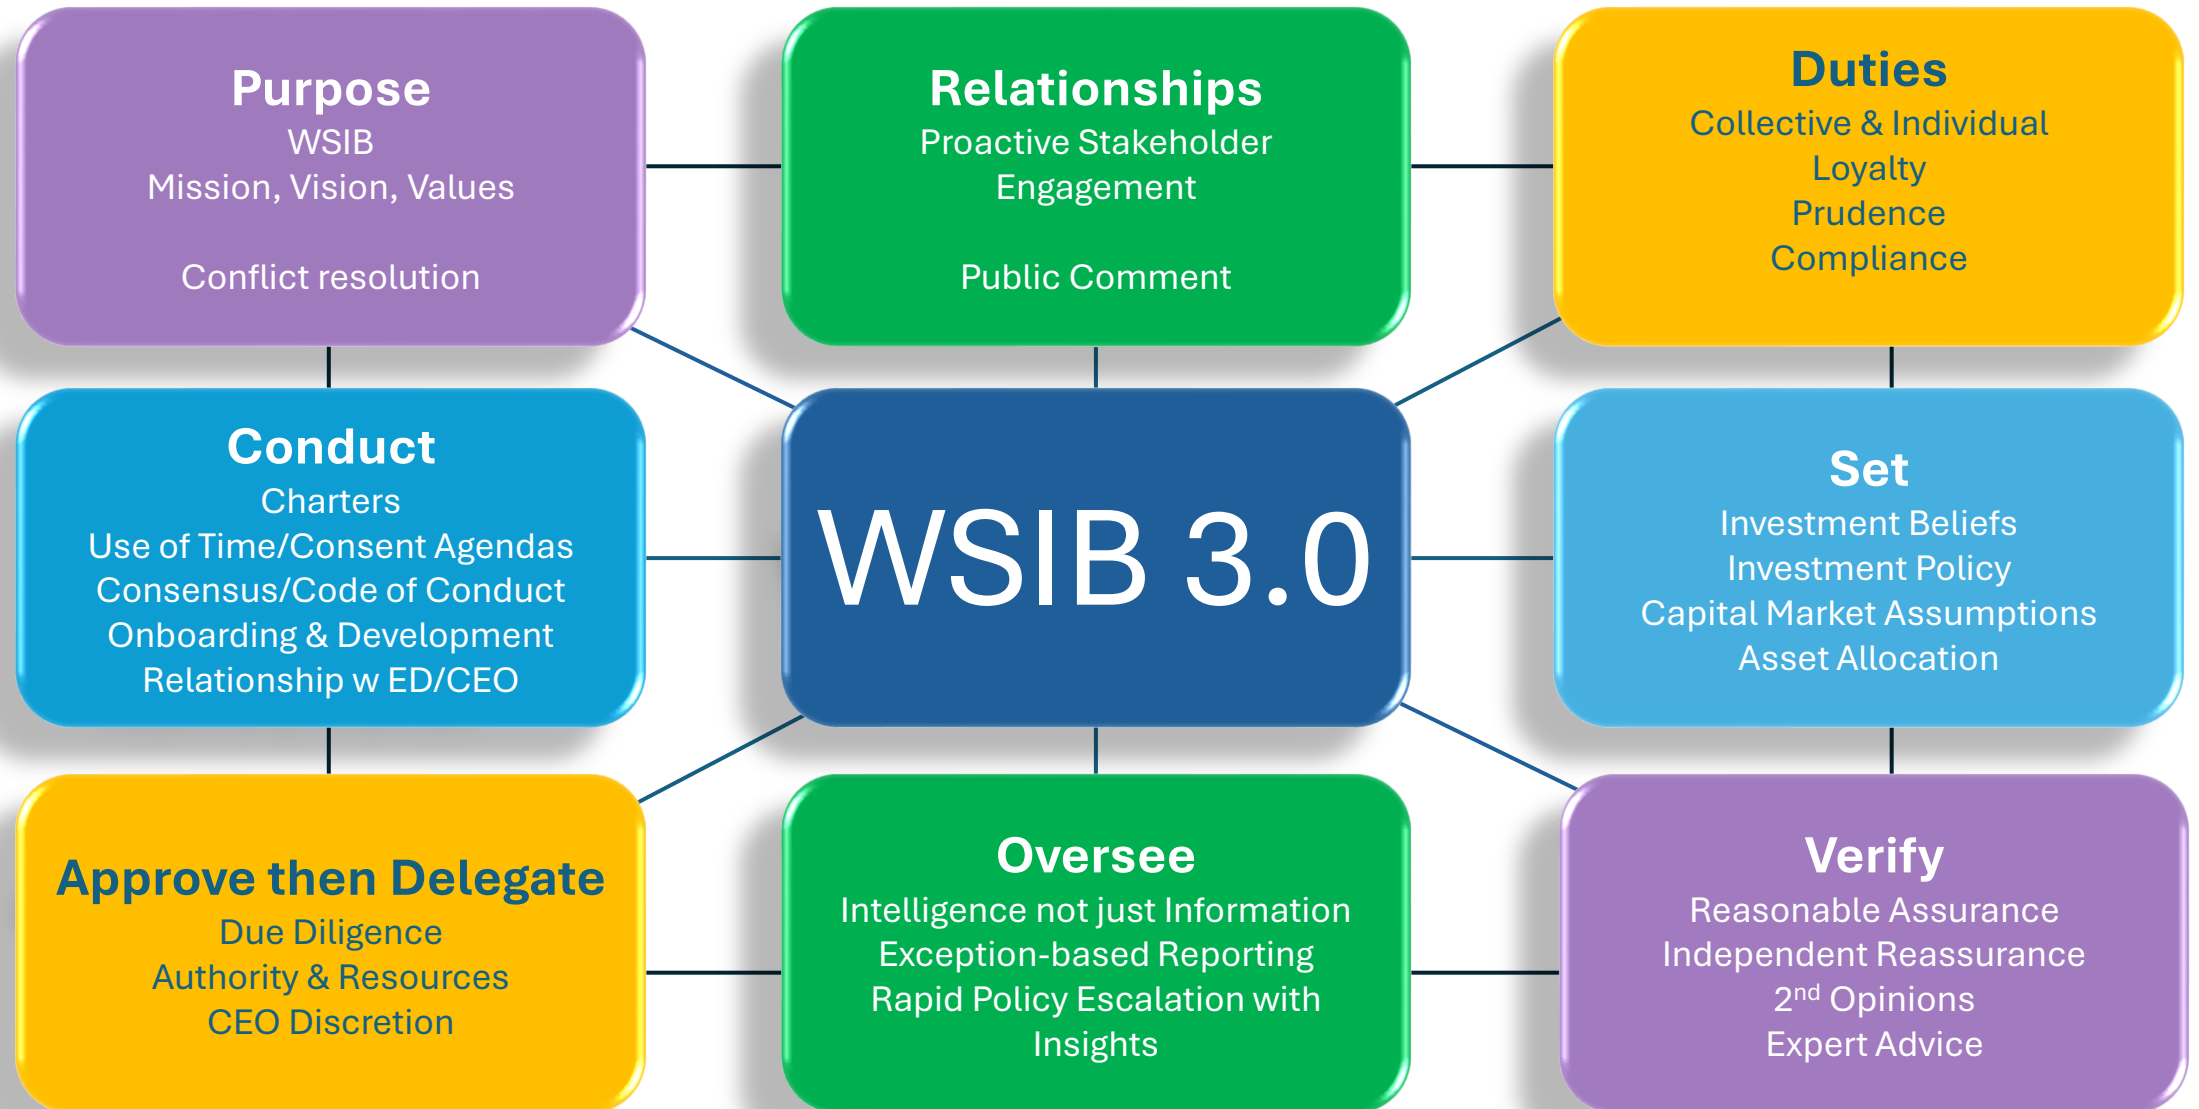 Purpose
WSIB
Mission, Vision, Values
Conflict resolution
Relationships
Proactive Stakeholder
Engagement
Public Comment
Duties
Collective & Individual
Loyalty
Prudence
Compliance
Conduct
Charters
Use of Time/Consent Agendas
Consensus/Code of Conduct
Onboarding & Development
Relationship w ED/CEO
WSIB 3.0
Set
Investment Beliefs
Investment Policy
Capital Market Assumptions
Asset Allocation
Approve then Delegate
Due Diligence
Authority & Resources
CEO Discretion
Oversee
Intelligence not just Information
Exception-based Reporting
Rapid Policy Escalation with
Insights
Verify
Reasonable Assurance
Independent Reassurance
2nd Opinions
Expert Advice